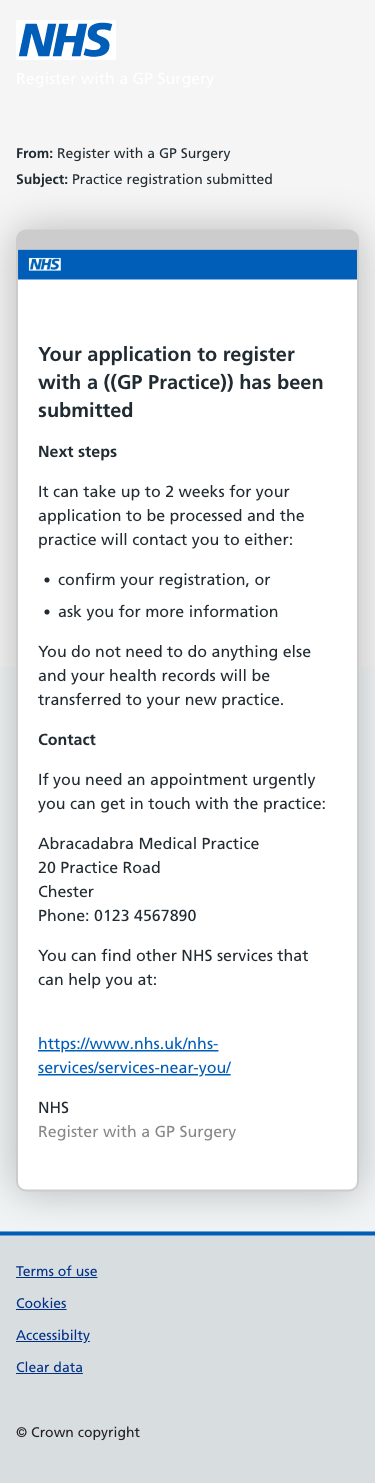 NHS
Register with a GP Surgery
From: Register with a GP Surgery
Subject: Practice registration submitted
NHS
Your application to register
with a ((GP Practice)) has been
submitted
Next steps
It can take up to 2 weeks for your
application to be processed and the
practice will contact you to either:
• confirm your registration, or
• ask you for more information
You do not need to do anything else
and your health records will be
transferred to your new practice.
Contact
If you need an appointment urgently
you can get in touch with the practice:
Abracadabra Medical Practice
20 Practice Road
Chester
Phone: 0123 4567890
You can find other NHS services that
can help you at:
https://www.nhs.uk/nhs-
services/services-near-you/
NHS
Register with a GP Surgery
Terms of use
Cookies
Accessibilty
Clear data
© Crown copyright